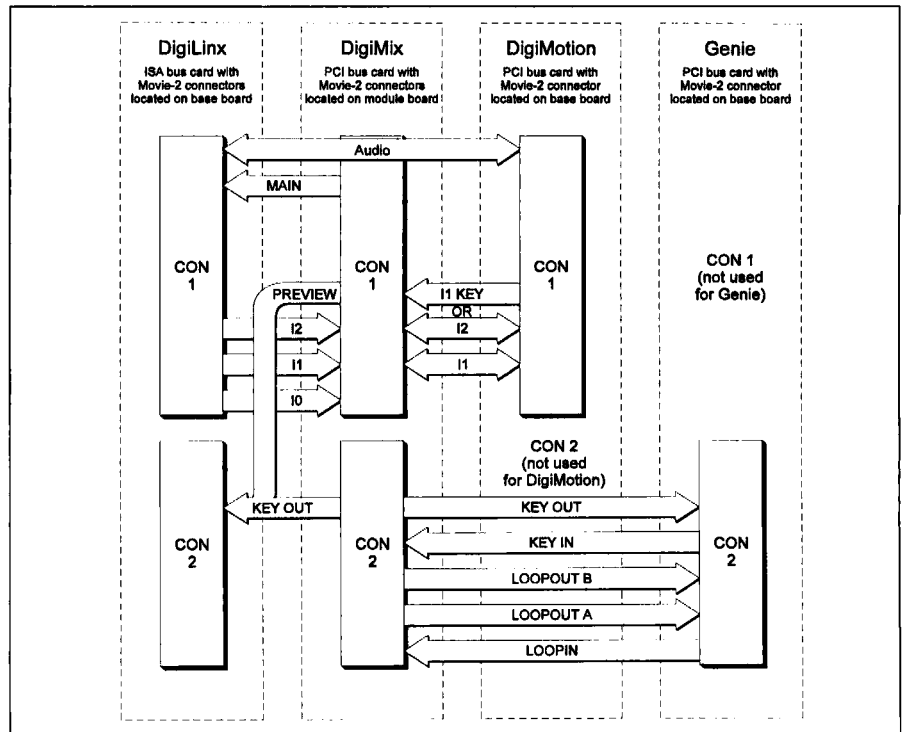 DigiLinx
ISA bus card with
Movie-2 connectors
located on base board
DigiMix
PCI bus card with
Movie-2 connectors
located on module board
DigiMotion
PCI bus card with
Movie-2 connector
located on base board
Genie
PCI bus card with
Movie-2 connector
located on base board
Audio
MAIN
CON
1
CON
1
CON
1
CON 1
(not used
for Genie)
PREVIEW
I1 KEY
OR
I2
I2
I1
I1
I0
CON 2
(not used
for DigiMotion)
KEY OUT
KEY OUT
KEY IN
CON
2
CON
2
CON
2
LOOPOUT B
LOOPOUT A
LOOPIN